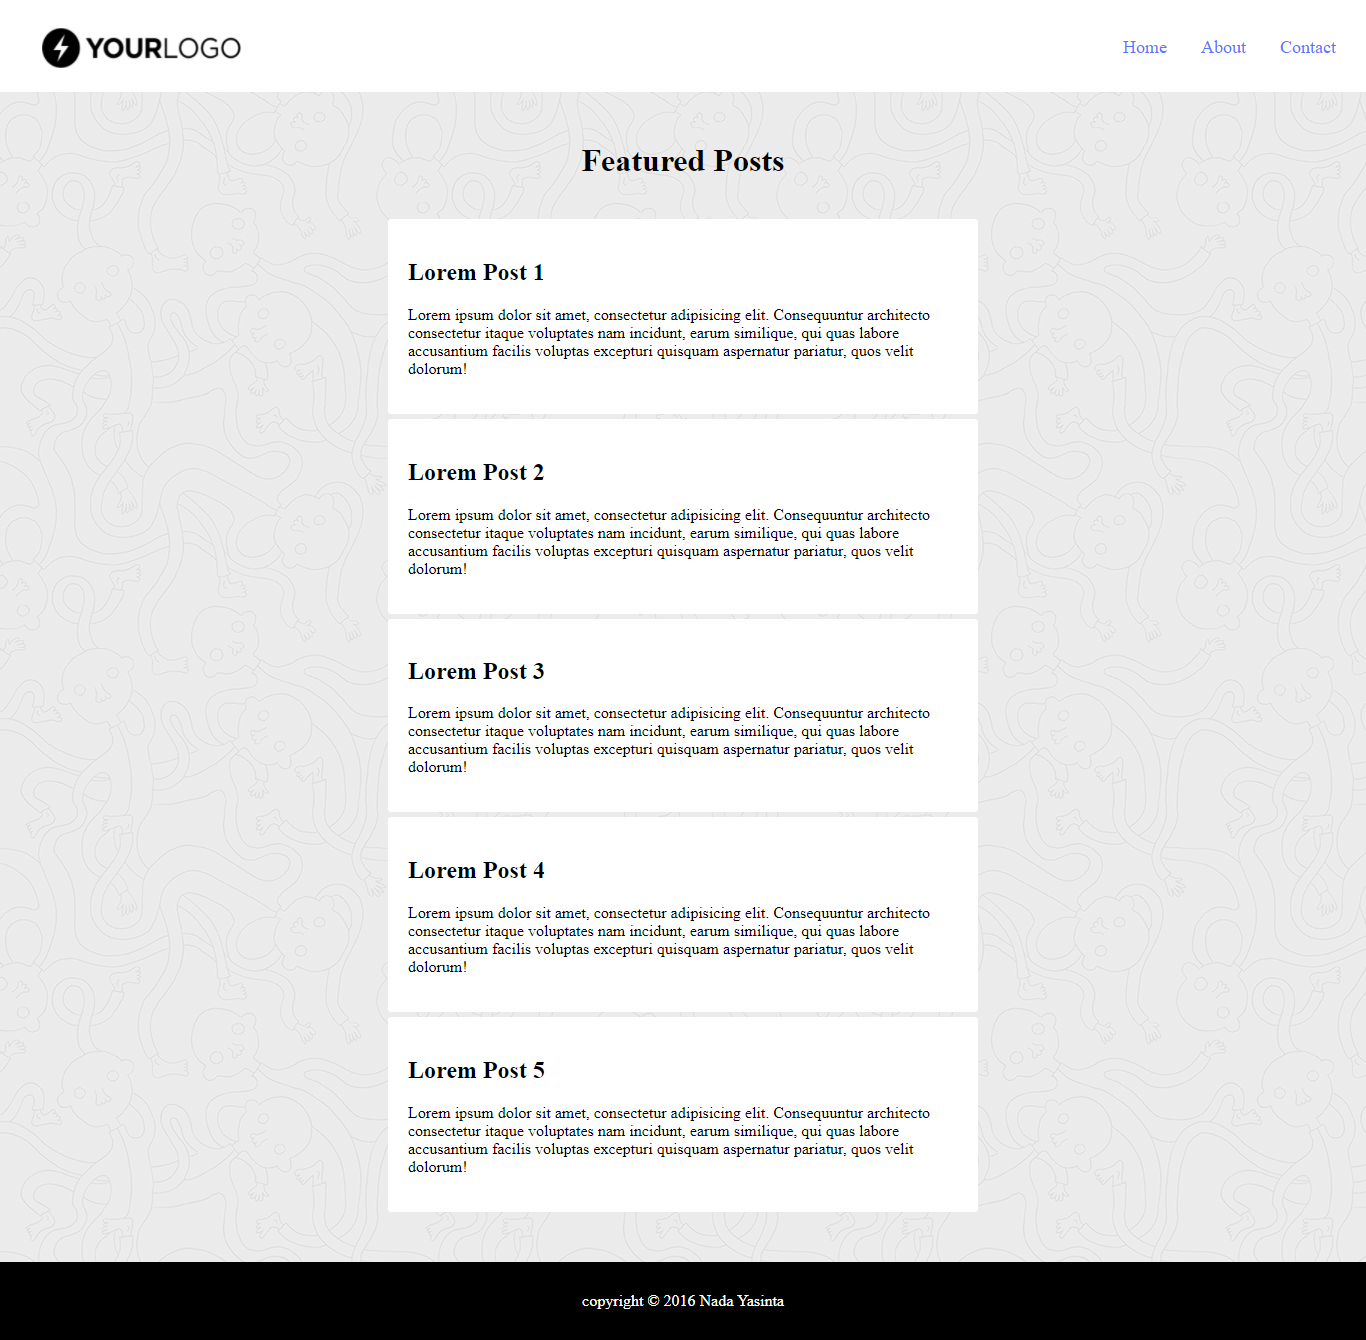 YOURLOGO
Home About Contact
Featured Posts
Lorem Post 1
Lorem ipsum dolor sit amet, consectetur adipisicing elit. Consequuntur architecto
consectetur itaque voluptates nam incidunt, earum similique, qui quas labore
accusantium facilis voluptas excepturi quisquam aspernatur pariatur, quos velit
dolorum!
Lorem Post 2
Lorem ipsum dolor sit amet, consectetur adipisicing elit. Consequuntur architecto
consectetur itaque voluptates nam incidunt, earum similique, qui quas labore
accusantium facilis voluptas excepturi quisquam aspernatur pariatur, quos velit
dolorum!
Lorem Post 3
Lorem ipsum dolor sit amet, consectetur adipisicing elit. Consequuntur architecto
consectetur itaque voluptates nam incidunt, earum similique, qui quas labore
accusantium facilis voluptas excepturi quisquam aspernatur pariatur, quos velit
dolorum!
Lorem Post 4
Lorem ipsum dolor sit amet, consectetur adipisicing elit. Consequuntur architecto
consectetur itaque voluptates nam incidunt, earum similique, qui quas labore
accusantium facilis voluptas excepturi quisquam aspernatur pariatur, quos velit
dolorum!
Lorem Post 5
Lorem ipsum dolor sit amet, consectetur adipisicing elit. Consequuntur architecto
consectetur itaque voluptates nam incidunt, earum similique, qui quas labore
accusantium facilis voluptas excepturi quisquam aspernatur pariatur, quos velit
dolorum!
copyright © 2016 Nada Yasinta